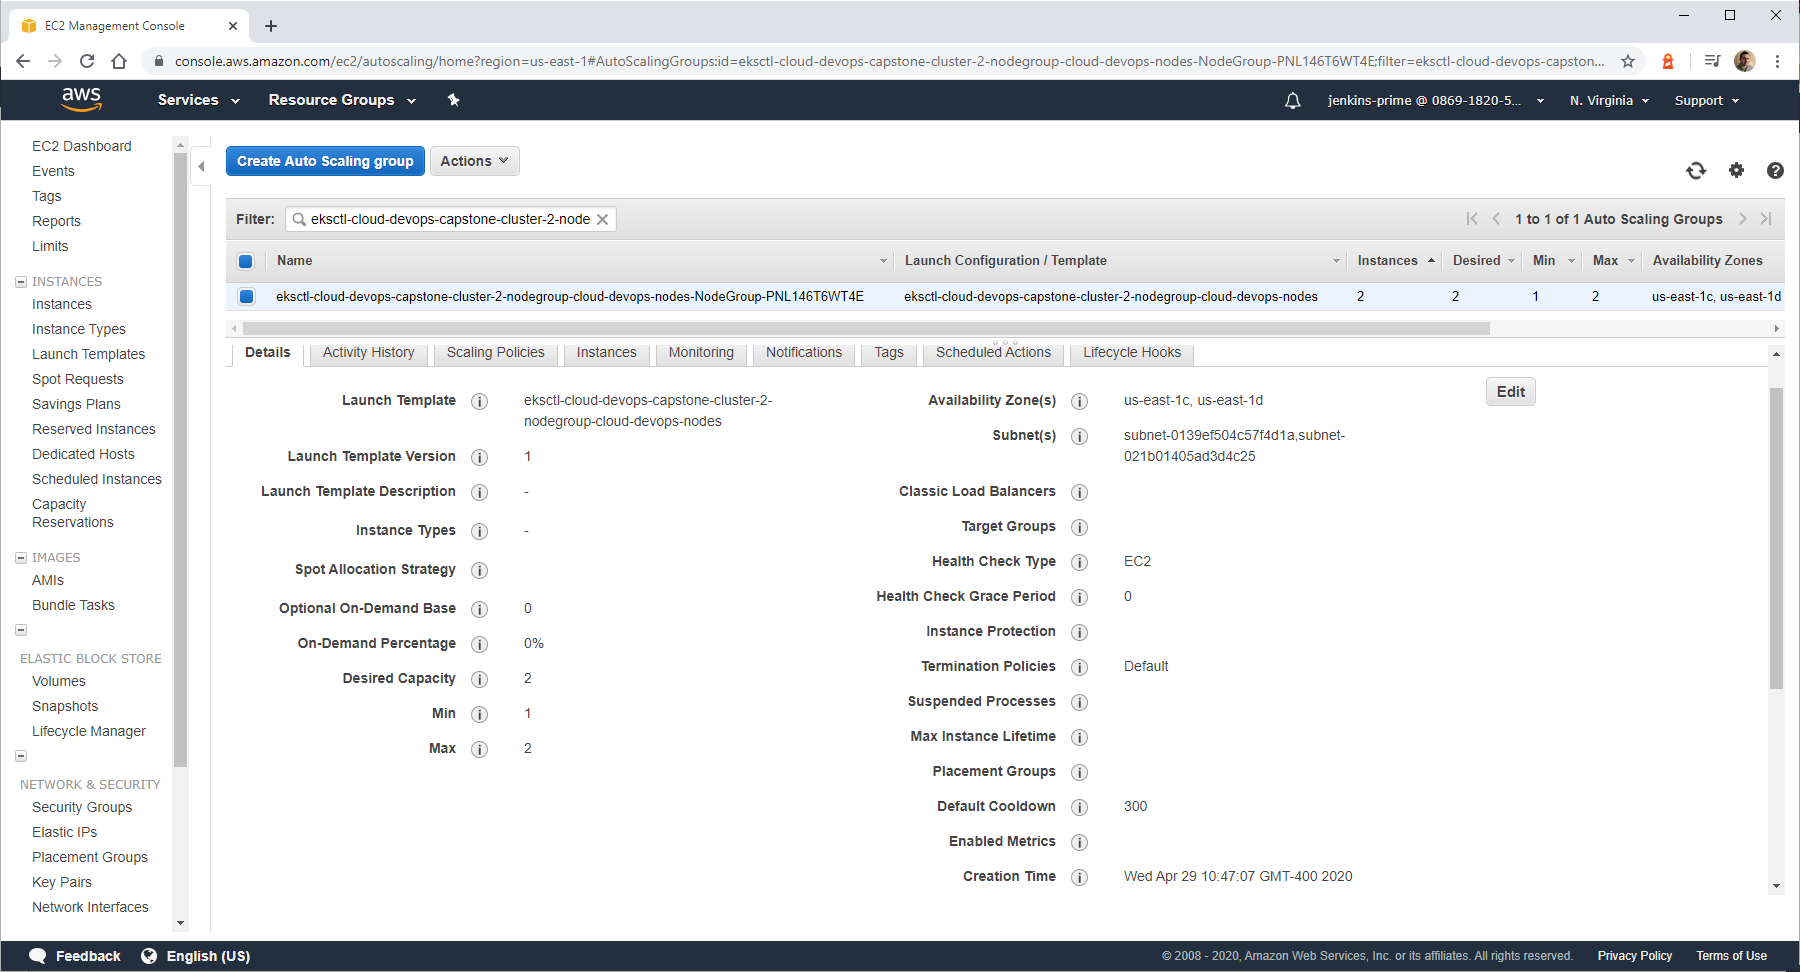 EC2 Management Console
console.aws.amazon.com/ec2/autoscaling/home?region=us-east-1#AutoScalingGroups:id=eksctl-cloud-devops-capstone-cluster-2-nodegroup-cloud-devops-nodes-NodeGroup-PNL146T6WT4E;filter=eksctl-cloud-devops-capston...
aws Services Resource Groups jenkins-prime @ 0869-1820-5... N. Virginia Support
EC2 Dashboard
Events
Tags
Reports
Limits
INSTANCES
Instances
Instance Types
Launch Templates
Spot Requests
Savings Plans
Reserved Instances
Dedicated Hosts
Scheduled Instances
Capacity
Reservations
IMAGES
AMIs
Bundle Tasks
ELASTIC BLOCK STORE
Volumes
Snapshots
Lifecycle Manager
NETWORK & SECURITY
Security Groups
Elastic IPs
Placement Groups
Key Pairs
Network Interfaces
Create Auto Scaling group Actions
Filter: eksctl-cloud-devops-capstone-cluster-2-node 1 to 1 of 1 Auto Scaling Groups
Name Launch Configuration / Template Instances Desired Min Max Availability Zones
eksctl-cloud-devops-capstone-cluster-2-nodegroup-cloud-devops-nodes-NodeGroup-PNL146T6WT4E eksctl-cloud-devops-capstone-cluster-2-nodegroup-cloud-devops-nodes 2 2 1 2 us-east-1c, us-east-1d
Details Activity History Scaling Policies Instances Monitoring Notifications Tags Scheduled Actions Lifecycle Hooks
Edit
Launch Template eksctl-cloud-devops-capstone-cluster-2-
nodegroup-cloud-devops-nodes
Launch Template Version 1
Launch Template Description -
Instance Types -
Spot Allocation Strategy
Optional On-Demand Base 0
On-Demand Percentage 0%
Desired Capacity 2
Min 1
Max 2
Availability Zone(s) us-east-1c, us-east-1d
Subnet(s) subnet-0139ef504c57f4d1a,subnet-
021b01405ad3d4c25
Classic Load Balancers
Target Groups
Health Check Type EC2
Health Check Grace Period 0
Instance Protection
Termination Policies Default
Suspended Processes
Max Instance Lifetime
Placement Groups
Default Cooldown 300
Enabled Metrics
Creation Time Wed Apr 29 10:47:07 GMT-400 2020
Feedback English (US) © 2008 - 2020, Amazon Web Services, Inc. or its affiliates. All rights reserved. Privacy Policy Terms of Use